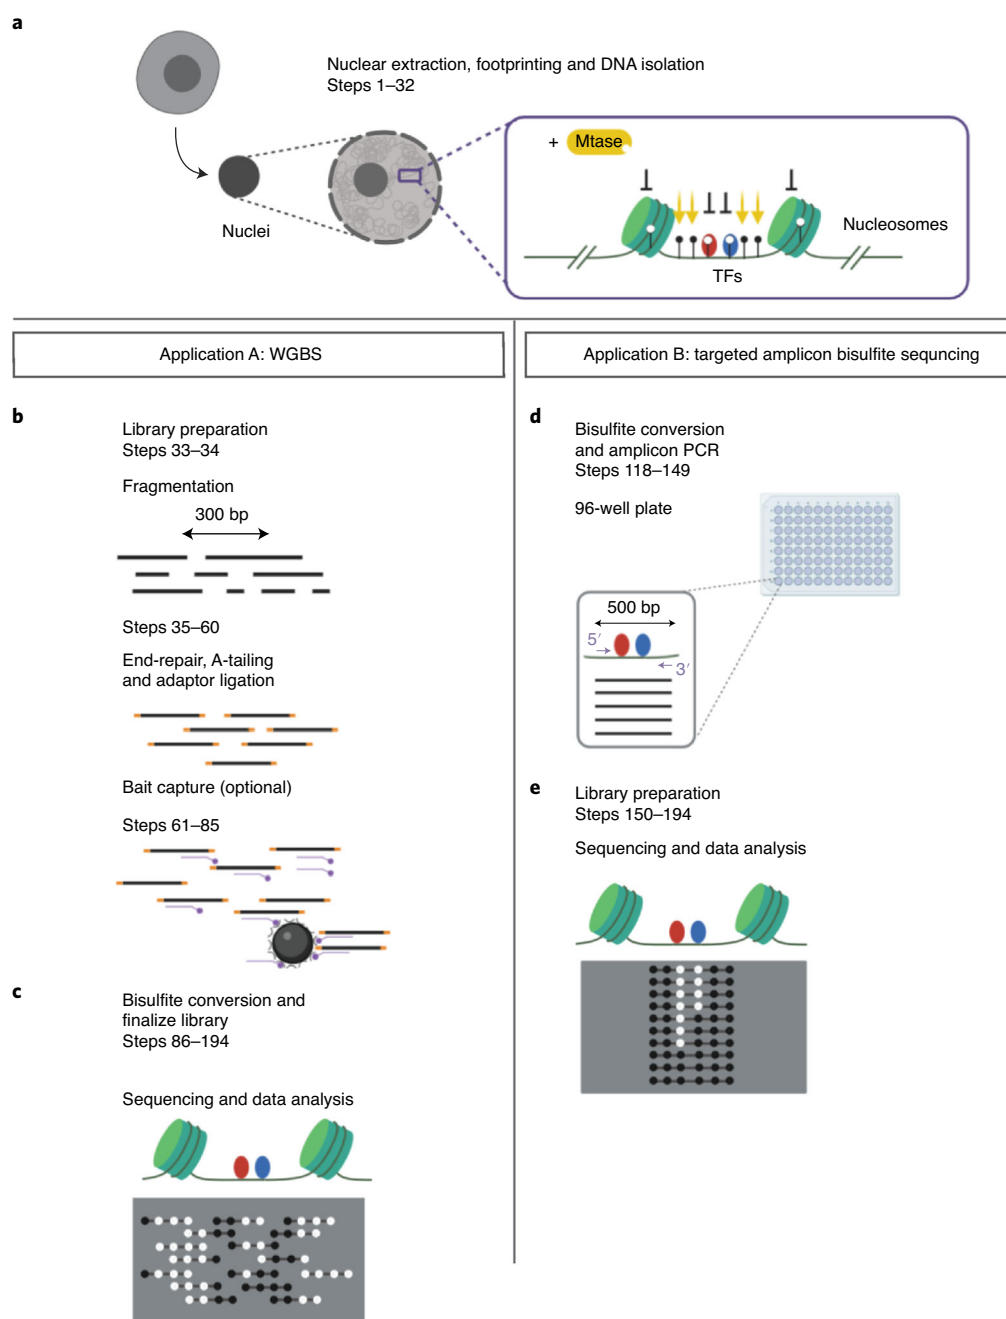 a
Nuclear extraction, footprinting and DNA isolation
Steps 1–32
+ Mtase
Nuclei
Nucleosomes
TFs
Application A: WGBS
b
Library preparation
Steps 33–34
Fragmentation
300 bp
Steps 35–60
End-repair, A-tailing
and adaptor ligation
Bait capture (optional)
Steps 61–85
c
Bisulfite conversion and
finalize library
Steps 86–194
Sequencing and data analysis
Application B: targeted amplicon bisulfite sequncing
d
Bisulfite conversion
and amplicon PCR
Steps 118–149
96-well plate
500 bp
5′
3′
e
Library preparation
Steps 150–194
Sequencing and data analysis